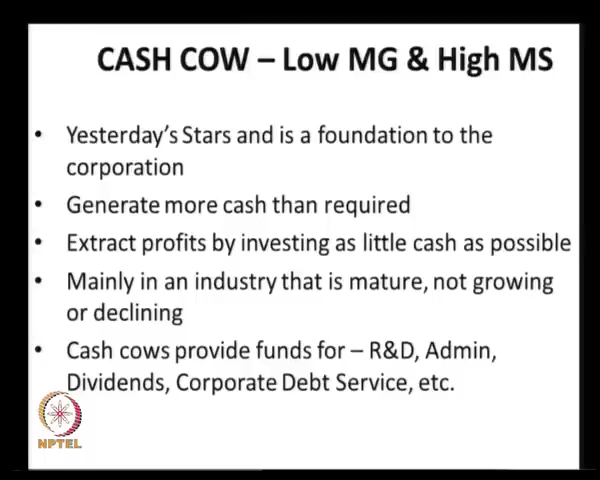 CASH COW – Low MG & High MS
• Yesterday's Stars and is a foundation to the
corporation
• Generate more cash than required
• Extract profits by investing as little cash as possible
• Mainly in an industry that is mature, not growing
or declining
• Cash cows provide funds for – R&D, Admin,
Dividends, Corporate Debt Service, etc.
NPTEL